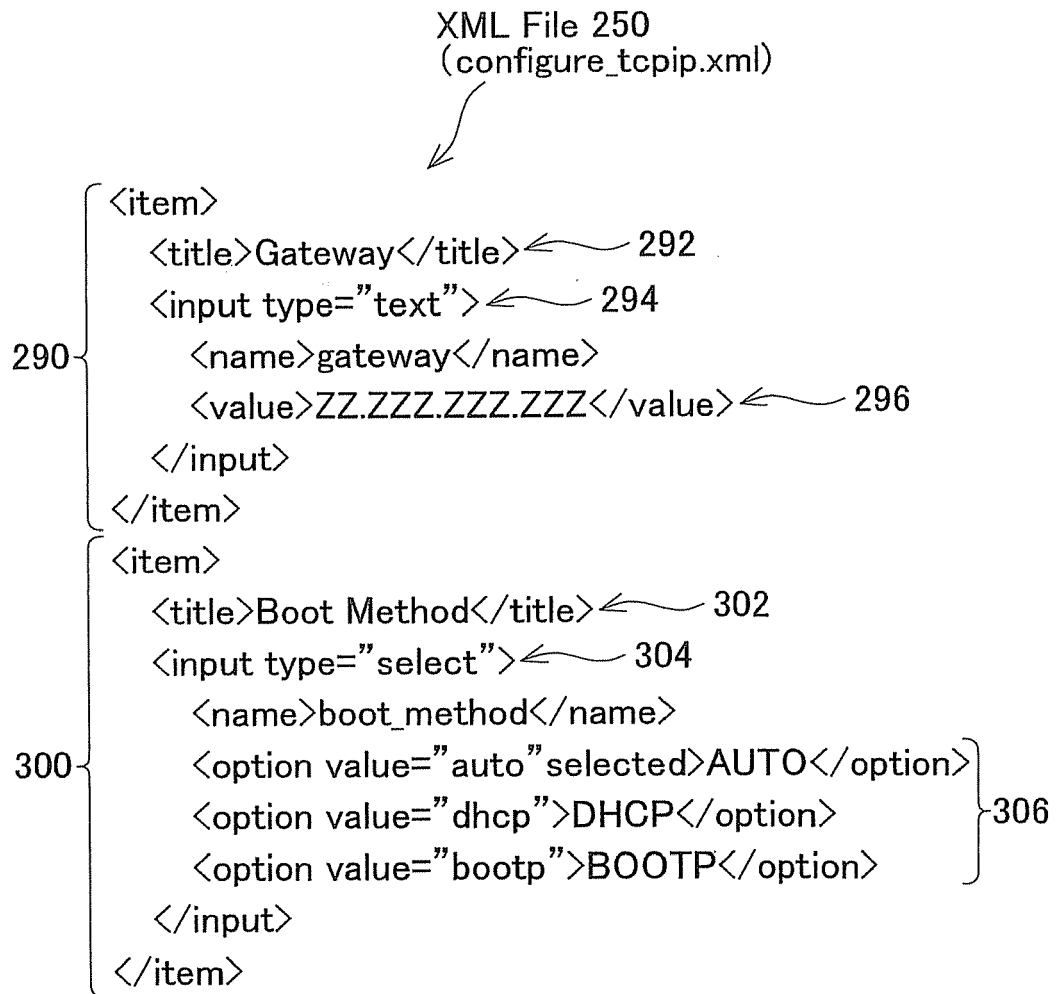 XML File 250
(configure_tcpip.xml)
<item>
<title>Gateway</title> 292
<input type="text"> 294
290 <name>gateway</name>
<value>ZZ.ZZZ.ZZZ.ZZZ</value> 296
</input>
</item>
<item>
<title>Boot Method</title> 302
<input type="select"> 304
<name>boot_method</name>
300 <option value="auto"selected>AUTO</option>
<option value="dhcp">DHCP</option> 306
<option value="bootp">BOOTP</option>
</input>
</item>